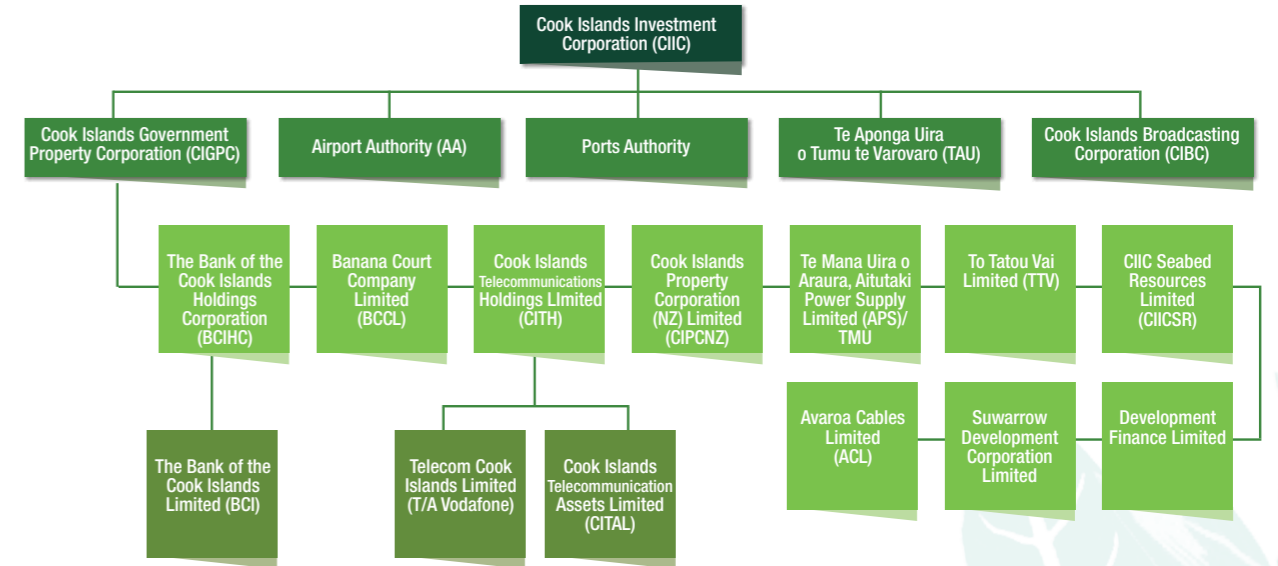 Cook Islands Investment
Corporation (CIIC)
Cook Islands Government
Property Corporation (CIGPC)
Airport Authority (AA)
Ports Authority
Te Aponga Uira
o Tumu te Varovaro (TAU)
Cook Islands Broadcasting
Corporation (CIBC)
The Bank of the
Cook Islands
Holdings
Corporation
(BCIHC)
Banana Court
Company
Limited
(BCCL)
Cook Islands
Telecommunications
Holdings LImited
(CITH)
Cook Islands
Property
Corporation
(NZ) Limited
(CIPCNZ)
Te Mana Uira o
Araura, Aitutaki
Power Supply
Limited (APS)/
TMU
To Tatou Vai
Limited (TTV)
CIIC Seabed
Resources
Limited
(CIICSR)
Avaroa Cables
Limited
(ACL)
Suwarrow
Development
Corporation
Limited
Development
Finance Limited
The Bank of the
Cook Islands
Limited (BCI)
Telecom Cook
Islands Limited
(T/A Vodafone)
Cook Islands
Telecommunication
Assets Limited
(CITAL)